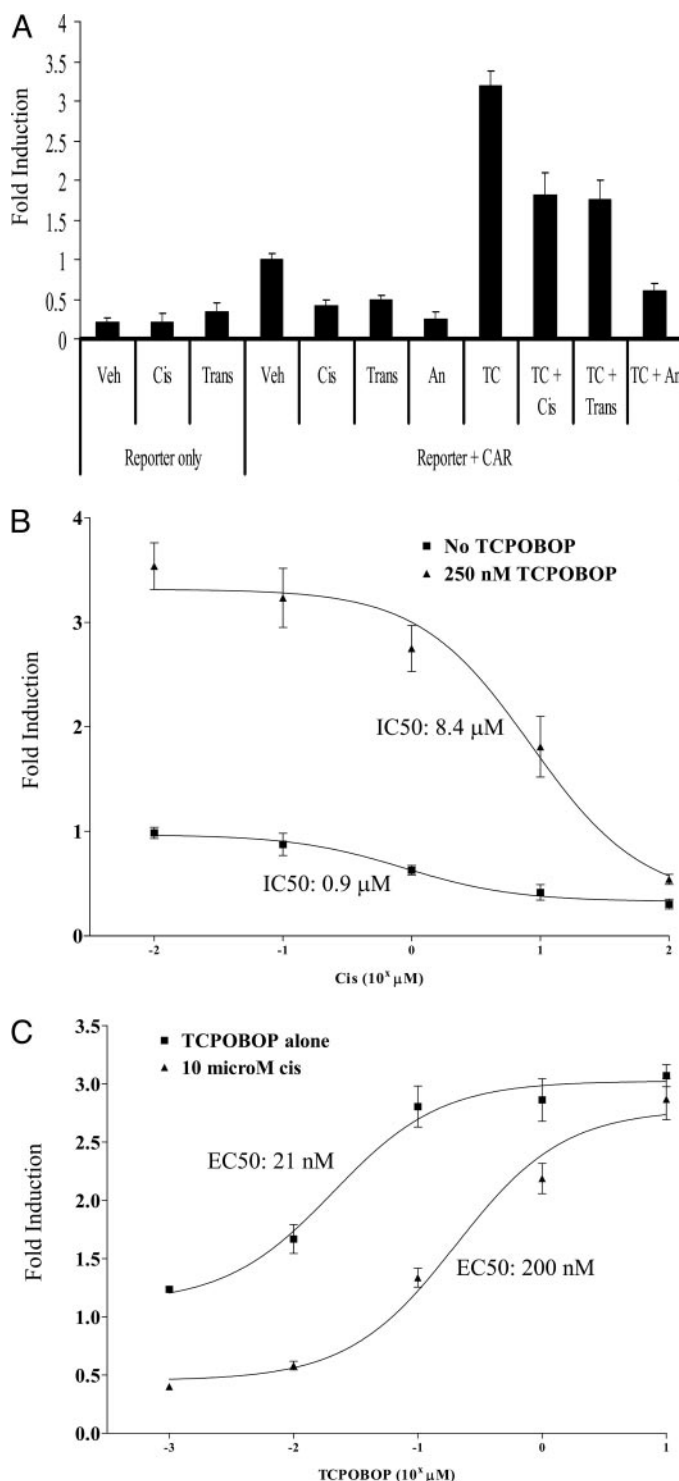 A
Fold Induction
4
3.5
3
2.5
2
1.5
1
0.5
0
Veh Cis Trans Veh Cis Trans An TC TC + Cis TC + Trans TC + An
Reporter only Reporter + CAR
B
Fold Induction
4
3
2
1
0
■ No TCPOBOP
▲ 250 nM TCPOBOP
IC50: 8.4 µM
IC50: 0.9 µM
-2 -1 0 1 2
Cis (10ˣ µM)
C
Fold Induction
3.5
3.0
2.5
2.0
1.5
1.0
0.5
0.0
■ TCPOBOP alone
▲ 10 microM cis
EC50: 21 nM
EC50: 200 nM
-3 -2 -1 0 1
TCPOBOP (10ˣ µM)